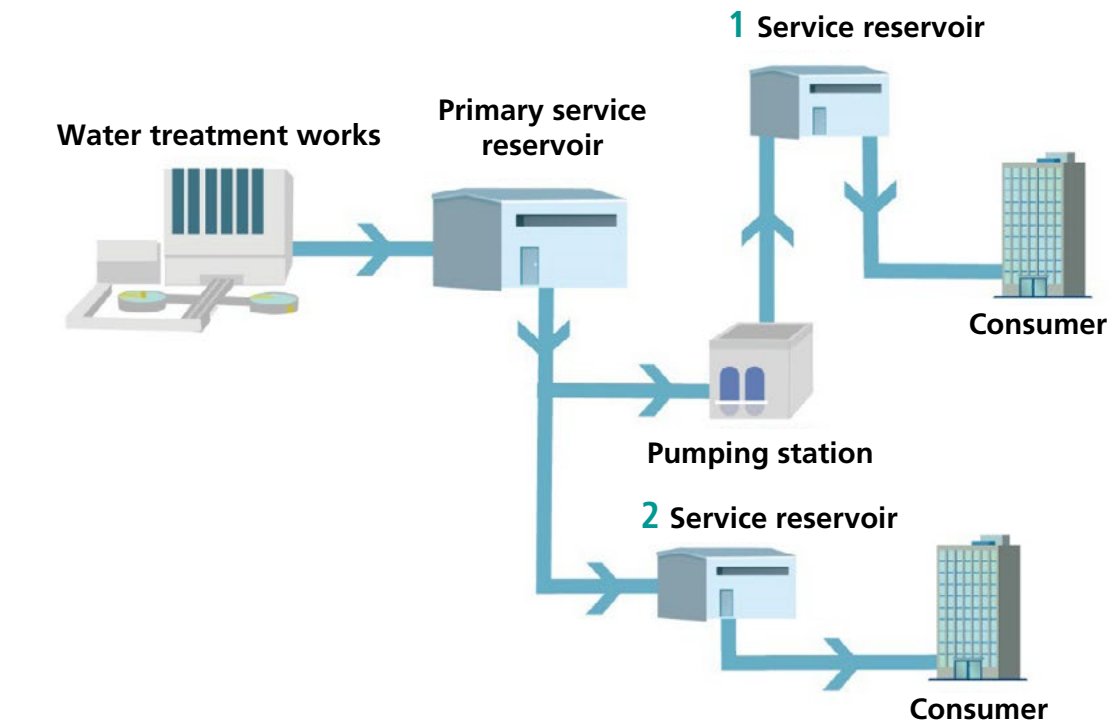 1 Service reservoir
Primary service
reservoir
Water treatment works
Consumer
Pumping station
2 Service reservoir
Consumer